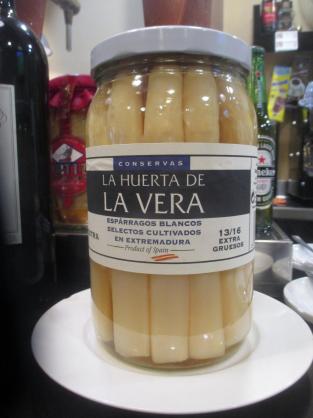 CONSERVAS
LA HUERTA DE
LA VERA
ESPÁRRAGOS BLANCOS
SELECTOS CULTIVADOS
EN EXTREMADURA
Product of Spain
13/16
EXTRA
GRUESOS